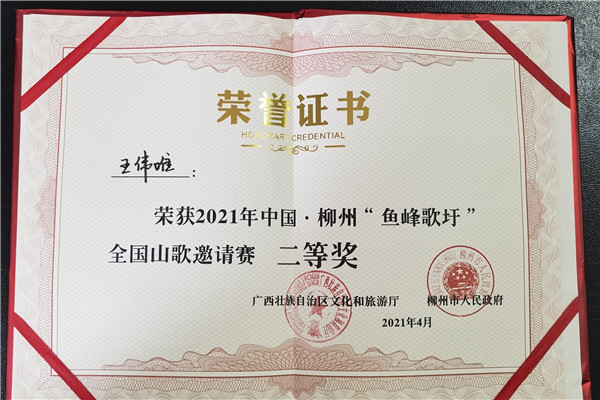 荣誉证书
HONORARY CREDENTIAL
王伟唯：
荣获2021年中国·柳州“鱼峰歌圩”
全国山歌邀请赛 二等奖
广西壮族自治区文化和旅游厅 柳州市人民政府
2021年4月